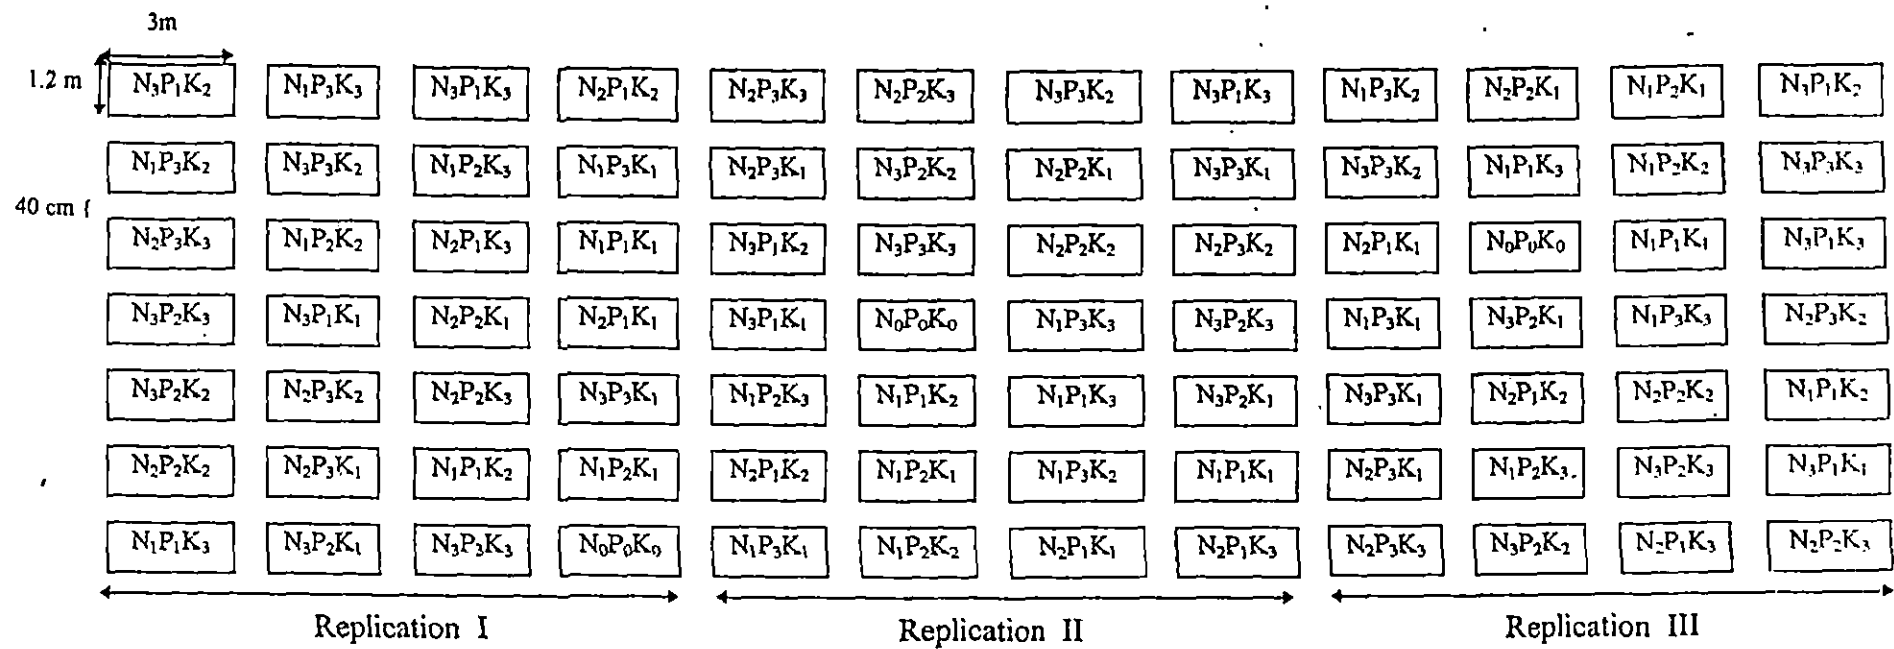 3m
1.2 m
N₃P₁K₂ N₁P₃K₃ N₃P₁K₃ N₂P₁K₂ N₂P₃K₃ N₂P₂K₃ N₃P₃K₂ N₃P₁K₃ N₁P₃K₂ N₂P₂K₁ N₁P₂K₁ N₃P₁K₂
N₁P₃K₂ N₃P₃K₂ N₁P₂K₃ N₁P₃K₁ N₂P₃K₁ N₃P₂K₂ N₂P₂K₁ N₃P₃K₁ N₃P₃K₂ N₁P₁K₃ N₁P₂K₂ N₃P₃K₃
40 cm {
N₂P₃K₃ N₁P₂K₂ N₂P₁K₃ N₁P₁K₁ N₃P₁K₂ N₃P₃K₃ N₂P₂K₂ N₂P₃K₂ N₂P₁K₁ N₀P₀K₀ N₁P₁K₁ N₃P₁K₃
N₃P₂K₃ N₃P₁K₁ N₂P₂K₁ N₂P₁K₁ N₃P₁K₁ N₀P₀K₀ N₁P₃K₃ N₃P₂K₃ N₁P₃K₁ N₃P₂K₁ N₁P₃K₃ N₂P₃K₂
N₃P₂K₂ N₂P₃K₂ N₂P₂K₃ N₃P₃K₁ N₁P₂K₃ N₁P₁K₂ N₁P₁K₃ N₃P₂K₁ N₃P₃K₁ N₂P₁K₂ N₂P₂K₂ N₁P₁K₂
N₂P₂K₂ N₂P₃K₁ N₁P₁K₂ N₁P₂K₁ N₂P₁K₂ N₁P₂K₁ N₁P₃K₂ N₁P₁K₁ N₂P₃K₁ N₁P₂K₃ N₃P₂K₃ N₃P₁K₁
N₁P₁K₃ N₃P₂K₁ N₃P₃K₃ N₀P₀K₀ N₁P₃K₁ N₁P₂K₂ N₂P₁K₁ N₂P₁K₃ N₂P₃K₃ N₃P₂K₂ N₂P₁K₃ N₂P₂K₃
Replication I Replication II Replication III